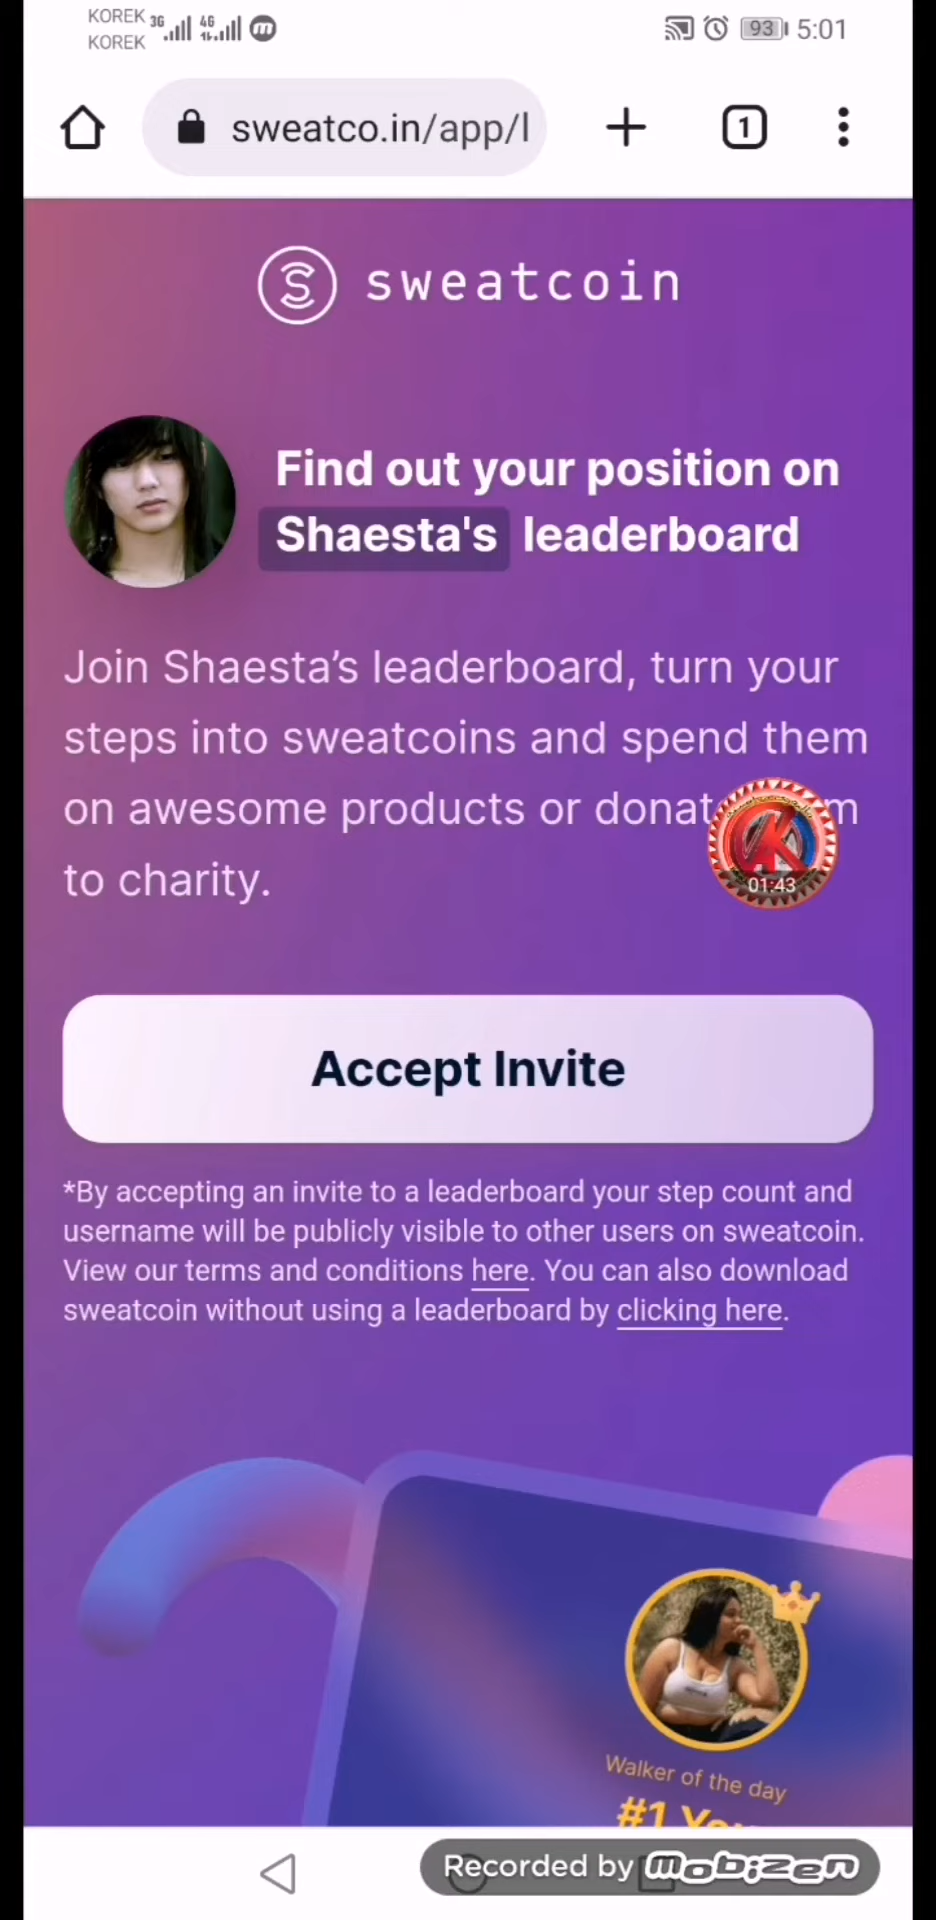 KOREK 3G 4G
KOREK
93 5:01
sweatco.in/app/l
1
sweatcoin
Find out your position on
Shaesta's leaderboard
Join Shaesta’s leaderboard, turn your
steps into sweatcoins and spend them
on awesome products or donat m
to charity.
01:43
Accept Invite
*By accepting an invite to a leaderboard your step count and
username will be publicly visible to other users on sweatcoin.
View our terms and conditions here. You can also download
sweatcoin without using a leaderboard by clicking here.
Walker of the day
#1 You
Recorded by mobizen